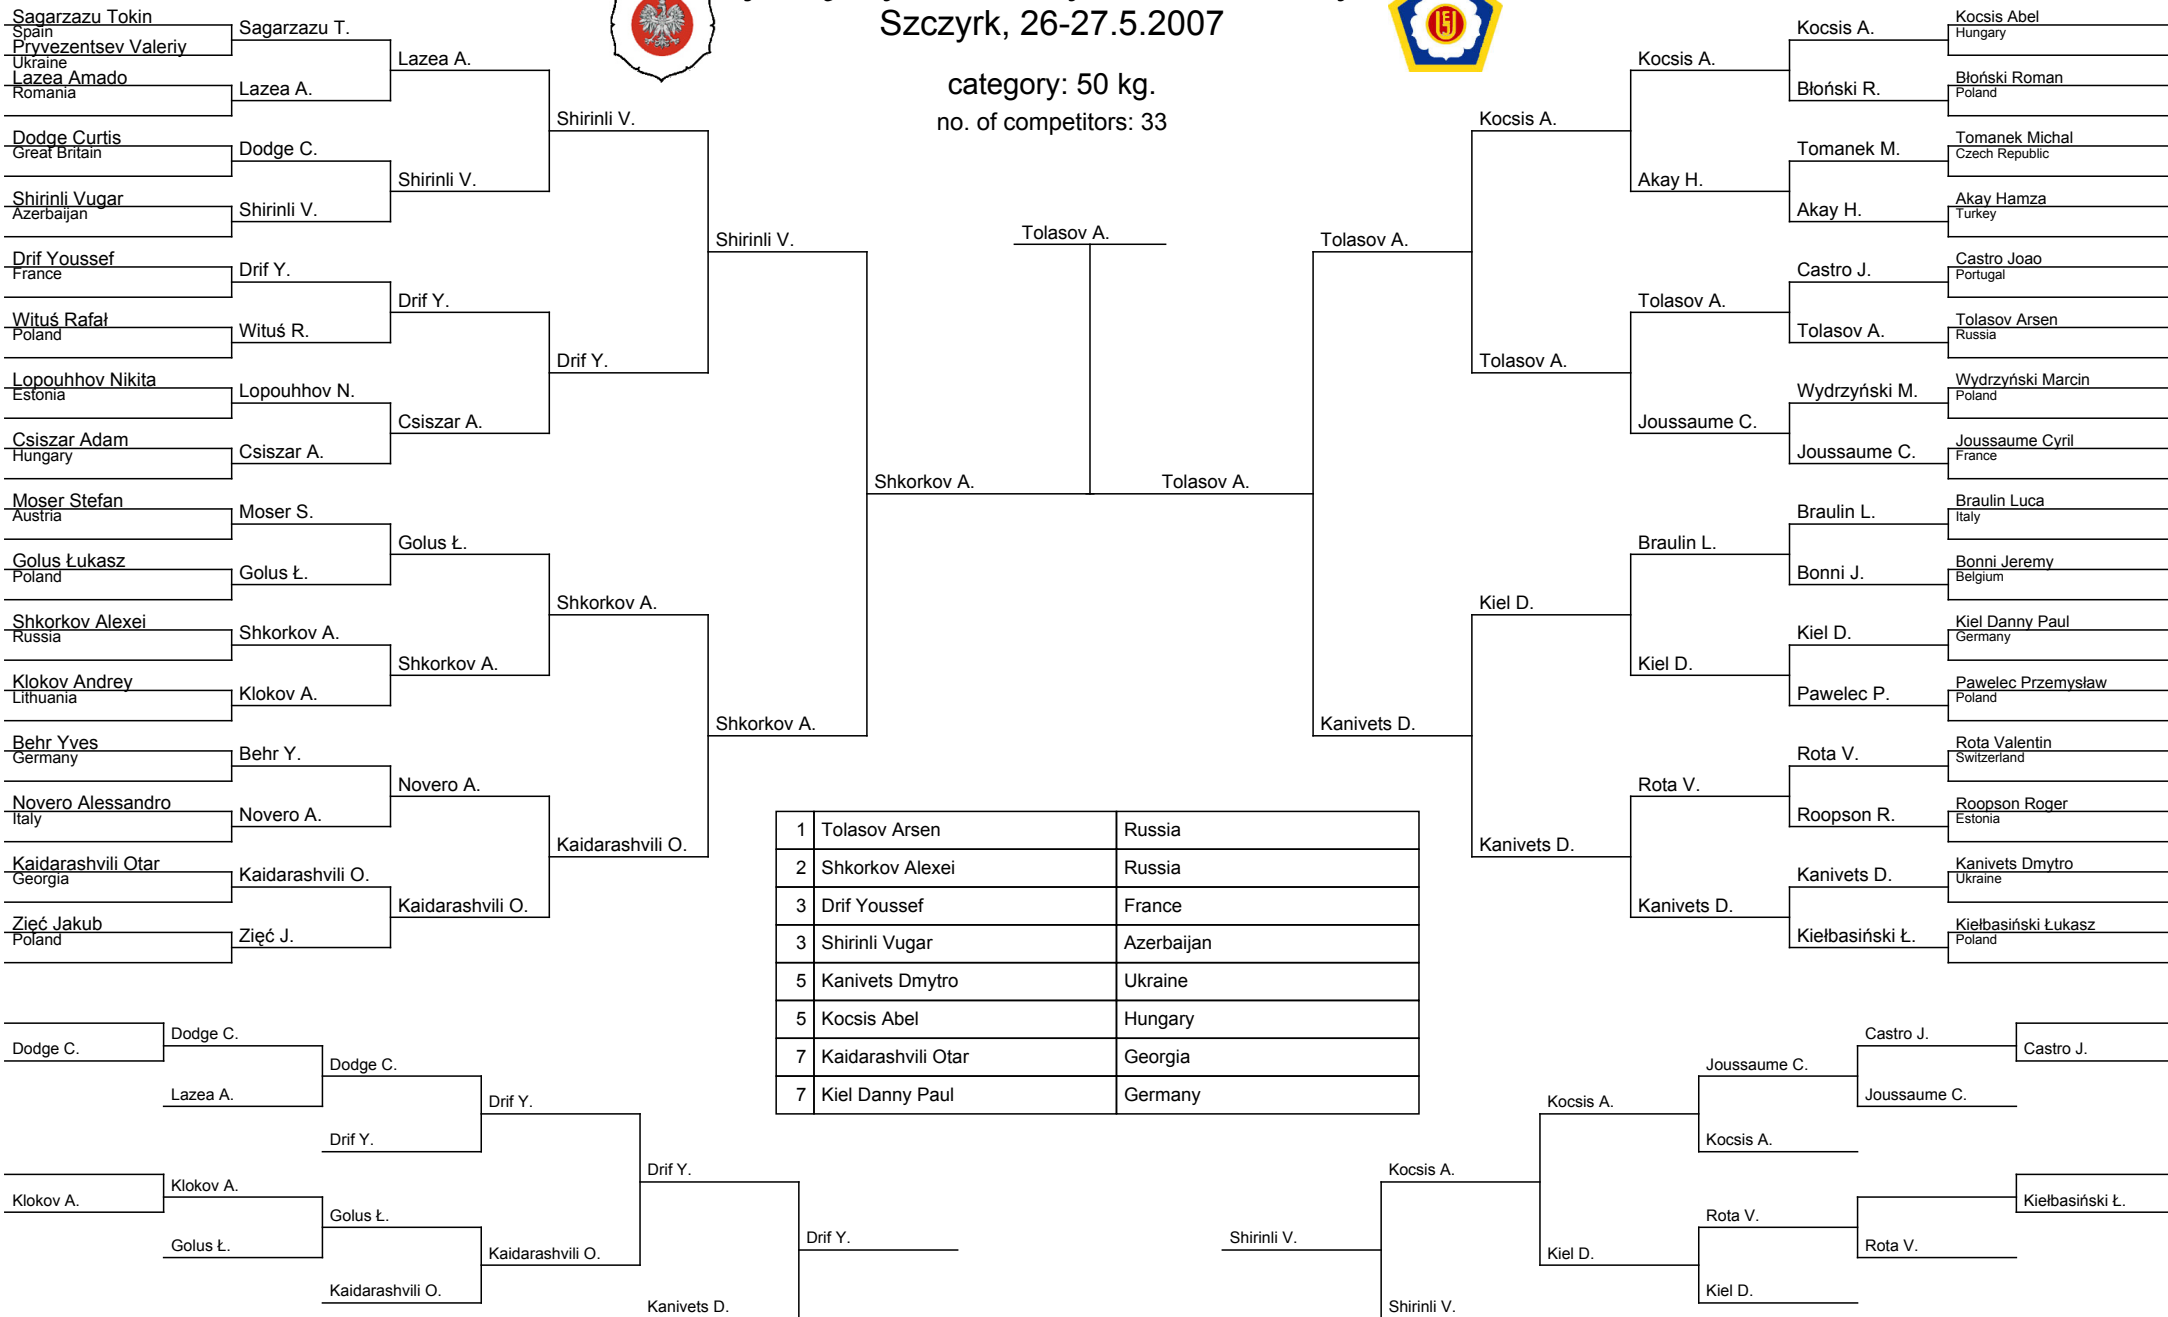 Szczyrk, 26-27.5.2007
category: 50 kg.
no. of competitors: 33
Sagarzazu Tokin
Spain
Pryvezentsev Valeriy
Ukraine
Lazea Amado
Romania
Dodge Curtis
Great Britain
Shirinli Vugar
Azerbaijan
Drif Youssef
France
Wituś Rafał
Poland
Lopouhhov Nikita
Estonia
Csiszar Adam
Hungary
Moser Stefan
Austria
Golus Łukasz
Poland
Shkorkov Alexei
Russia
Klokov Andrey
Lithuania
Behr Yves
Germany
Novero Alessandro
Italy
Kaidarashvili Otar
Georgia
Zięć Jakub
Poland
Sagarzazu T.
Lazea A.
Dodge C.
Shirinli V.
Drif Y.
Wituś R.
Lopouhhov N.
Csiszar A.
Moser S.
Golus Ł.
Shkorkov A.
Klokov A.
Behr Y.
Novero A.
Kaidarashvili O.
Zięć J.
Lazea A.
Shirinli V.
Drif Y.
Csiszar A.
Golus Ł.
Shkorkov A.
Novero A.
Kaidarashvili O.
Shirinli V.
Drif Y.
Shkorkov A.
Kaidarashvili O.
Shirinli V.
Shkorkov A.
Shkorkov A.
Tolasov A.
Tolasov A.
Tolasov A.
Kanivets D.
Kocsis A.
Tolasov A.
Kiel D.
Kanivets D.
Kocsis A.
Akay H.
Tolasov A.
Joussaume C.
Braulin L.
Kiel D.
Rota V.
Kanivets D.
Kocsis A.
Błoński R.
Tomanek M.
Akay H.
Castro J.
Tolasov A.
Wydrzyński M.
Joussaume C.
Braulin L.
Bonni J.
Kiel D.
Pawelec P.
Rota V.
Roopson R.
Kanivets D.
Kiełbasiński Ł.
Kocsis Abel
Hungary
Błoński Roman
Poland
Tomanek Michal
Czech Republic
Akay Hamza
Turkey
Castro Joao
Portugal
Tolasov Arsen
Russia
Wydrzyński Marcin
Poland
Joussaume Cyril
France
Braulin Luca
Italy
Bonni Jeremy
Belgium
Kiel Danny Paul
Germany
Pawelec Przemysław
Poland
Rota Valentin
Switzerland
Roopson Roger
Estonia
Kanivets Dmytro
Ukraine
Kiełbasiński Łukasz
Poland
1 Tolasov Arsen Russia
2 Shkorkov Alexei Russia
3 Drif Youssef France
3 Shirinli Vugar Azerbaijan
5 Kanivets Dmytro Ukraine
5 Kocsis Abel Hungary
7 Kaidarashvili Otar Georgia
7 Kiel Danny Paul Germany
Dodge C.
Klokov A.
Dodge C.
Lazea A.
Klokov A.
Golus Ł.
Dodge C.
Drif Y.
Golus Ł.
Kaidarashvili O.
Drif Y.
Kaidarashvili O.
Drif Y.
Kanivets D.
Drif Y.
Shirinli V.
Kocsis A.
Shirinli V.
Kocsis A.
Kiel D.
Joussaume C.
Kocsis A.
Rota V.
Kiel D.
Castro J.
Joussaume C.
Rota V.
Castro J.
Kiełbasiński Ł.